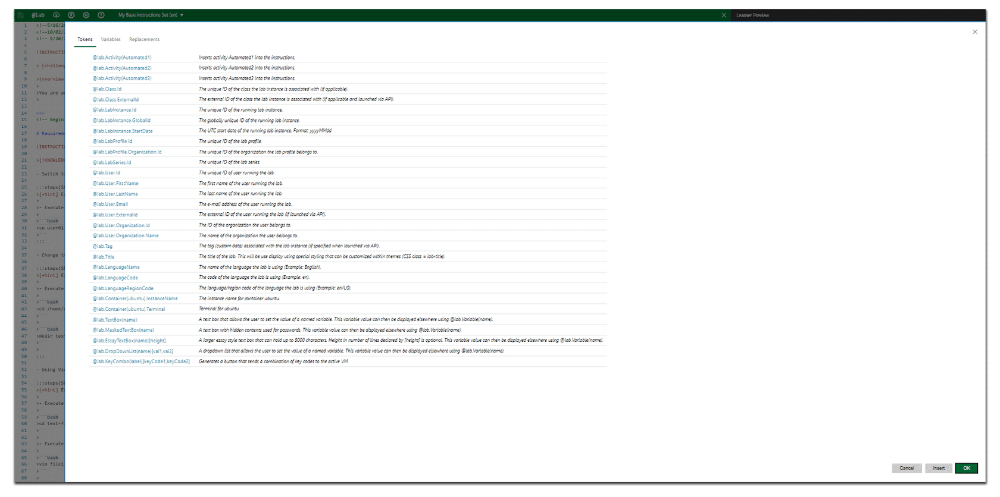 @lab My Base Instructions Set (en) ▼ Learner Preview
Tokens Variables Replacements
@lab.Activity(Automated1) Inserts activity Automated1 into the instructions.
@lab.Activity(Automated2) Inserts activity Automated2 into the instructions.
@lab.Activity(Automated3) Inserts activity Automated3 into the instructions.
@lab.Class.Id The unique ID of the class the lab instance is associated with (if applicable).
@lab.Class.ExternalId The external ID of the class the lab instance is associated with (if applicable and launched via API).
@lab.LabInstance.Id The unique ID of the running lab instance.
@lab.LabInstance.GlobalId The globally unique ID of the running lab instance.
@lab.LabInstance.StartDate The UTC start date of the running lab instance. Format: yyyyMMdd
@lab.LabProfile.Id The unique ID of the lab profile.
@lab.LabProfile.Organization.Id The unique ID of the organization the lab profile belongs to.
@lab.LabSeries.Id The unique ID of the lab series.
@lab.User.Id The unique ID of user running the lab.
@lab.User.FirstName The first name of the user running the lab.
@lab.User.LastName The last name of the user running the lab.
@lab.User.Email The e-mail address of the user running the lab.
@lab.User.ExternalId The external ID of the user running the lab (if launched via API).
@lab.User.Organization.Id The ID of the organization the user belongs to.
@lab.User.Organization.Name The name of the organization the user belongs to.
@lab.Tag The tag (custom data) associated with the lab instance (if specified when launched via API).
@lab.Title The title of the lab. This will be use display using special styling that can be customized within themes (CSS class = lab-title).
@lab.LanguageName The name of the language the lab is using (Example: English).
@lab.LanguageCode The code of the language the lab is using (Example: en).
@lab.LanguageRegionCode The language/region code of the language the lab is using (Example: en/US).
@lab.Container(ubuntu).InstanceName The instance name for container ubuntu.
@lab.Container(ubuntu).Terminal Terminal for ubuntu.
@lab.TextBox(name) A text box that allows the user to set the value of a named variable. This variable value can then be displayed elsewhere using @lab.Variable(name).
@lab.MaskedTextBox(name) A text box with hidden contents used for passwords. This variable value can then be displayed elsewhere using @lab.Variable(name).
@lab.EssayTextBox(name)[height] A larger essay style text box that can hold up to 5000 characters. Height in number of lines declared by [height] is optional. This variable value can then be displayed elsewhere using @lab.Variable(name).
@lab.DropDownList(name)[val1,val2] A dropdown list that allows the user to set the value of a named variable. This variable value can then be displayed elsewhere using @lab.Variable(name).
@lab.KeyCombo(label)[keyCode1,keyCode2] Generates a button that sends a combination of key codes to the active VM.
Cancel Insert OK
1 <!--5/16/2
2 <!--10/02/
3 <!-- 5/30/
4
5 !INSTRUCTI
6
7 > [challen
8
9 >[overview
10 >
11 >You are a
12 >
13
14 ===
15 <!-- Begin
16
17 # Requirem
18
19 !INSTRUCTI
20
21 >[!KNOWLED
22
23 - Switch t
24
25 :::steps(S
26 >[+hint] E
27 >
28 >- Execute
29 >
30 >```bash
31 >su user01
32 >```
33 :::
34
35 - Change t
36
37 :::steps(S
38 >[+hint] E
39 >
40 >- Execute
41 >
42 >```bash
43 >cd /home/
44 >```
45 >
46 >```bash
47 >mkdir tex
48 >```
49 >
50 :::
51
52 - Using Vi
53
54 :::steps(S
55 >[+hint] E
56 >
57 >- Execute
58 >
59 >```bash
60 >cd text-f
61 >```
62 >
63 >- Execute
64 >
65 >```bash
66 >vim file1
67 >```
68 >